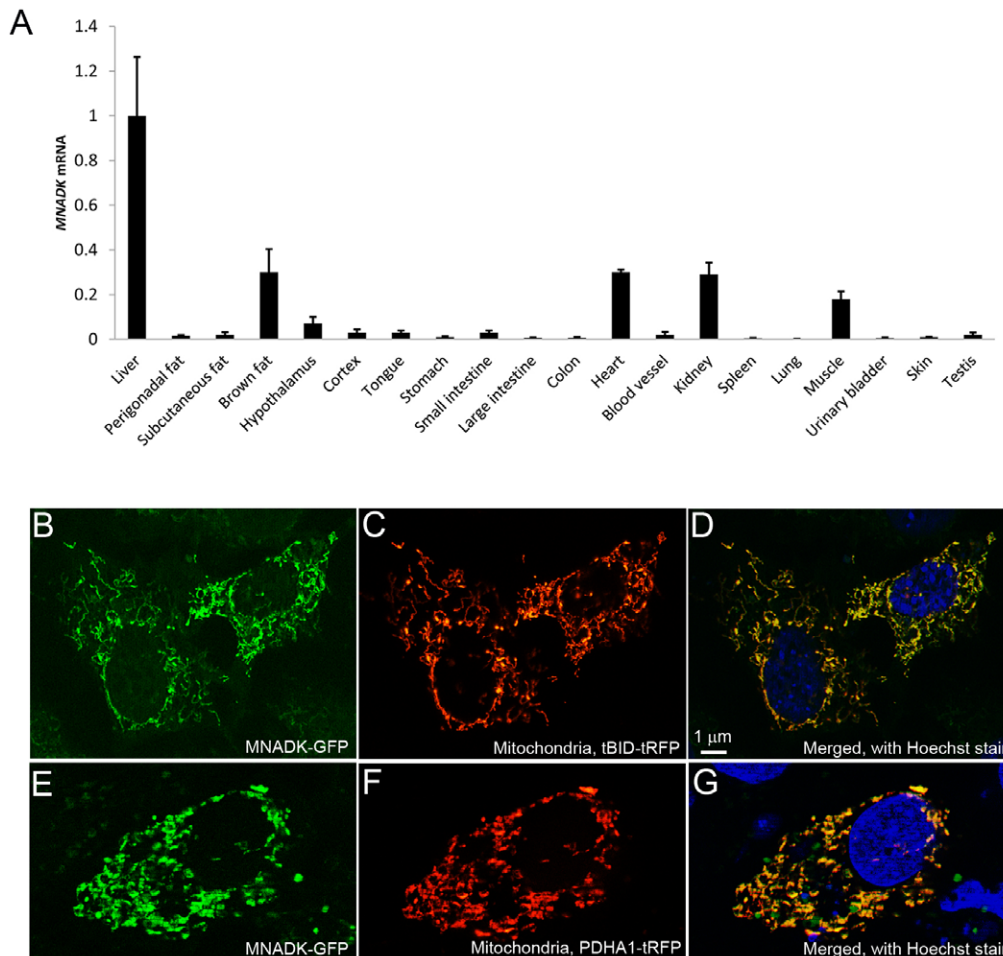 A
1.4
1.2
1
0.8
0.6
0.4
0.2
0
MNADK mRNA
Liver
Perigonadal fat
Subcutaneous fat
Brown fat
Hypothalamus
Cortex
Tongue
Stomach
Small intestine
Large intestine
Colon
Heart
Blood vessel
Kidney
Spleen
Lung
Muscle
Urinary bladder
Skin
Testis
B
MNADK-GFP
C
Mitochondria, tBID-tRFP
D
1 μm
Merged, with Hoechst stain
E
MNADK-GFP
F
Mitochondria, PDHA1-tRFP
G
Merged, with Hoechst stain